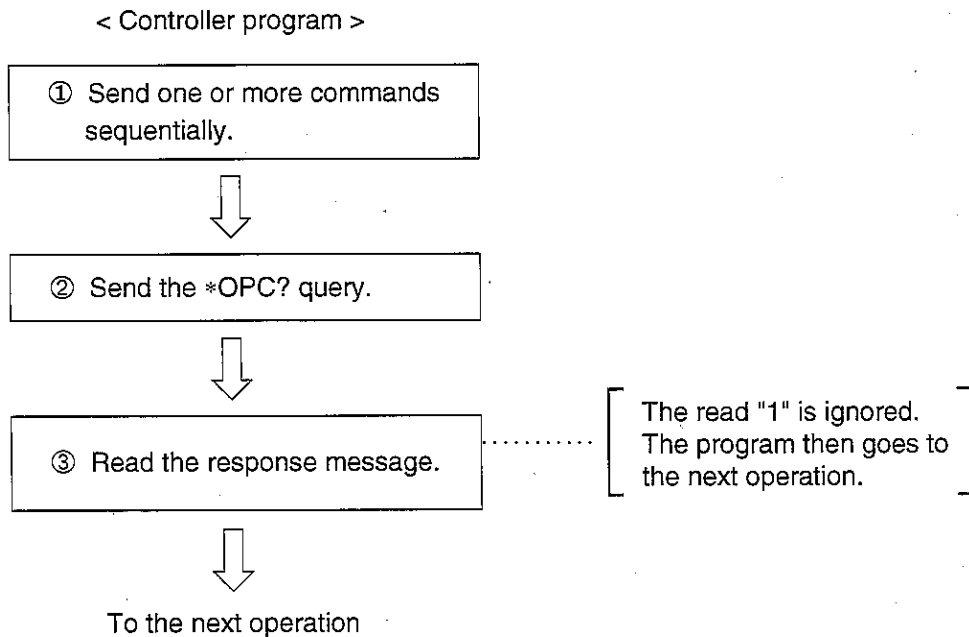 < Controller program >
① Send one or more commands
sequentially.
② Send the *OPC? query.
③ Read the response message.
The read "1" is ignored.
The program then goes to
the next operation.
To the next operation